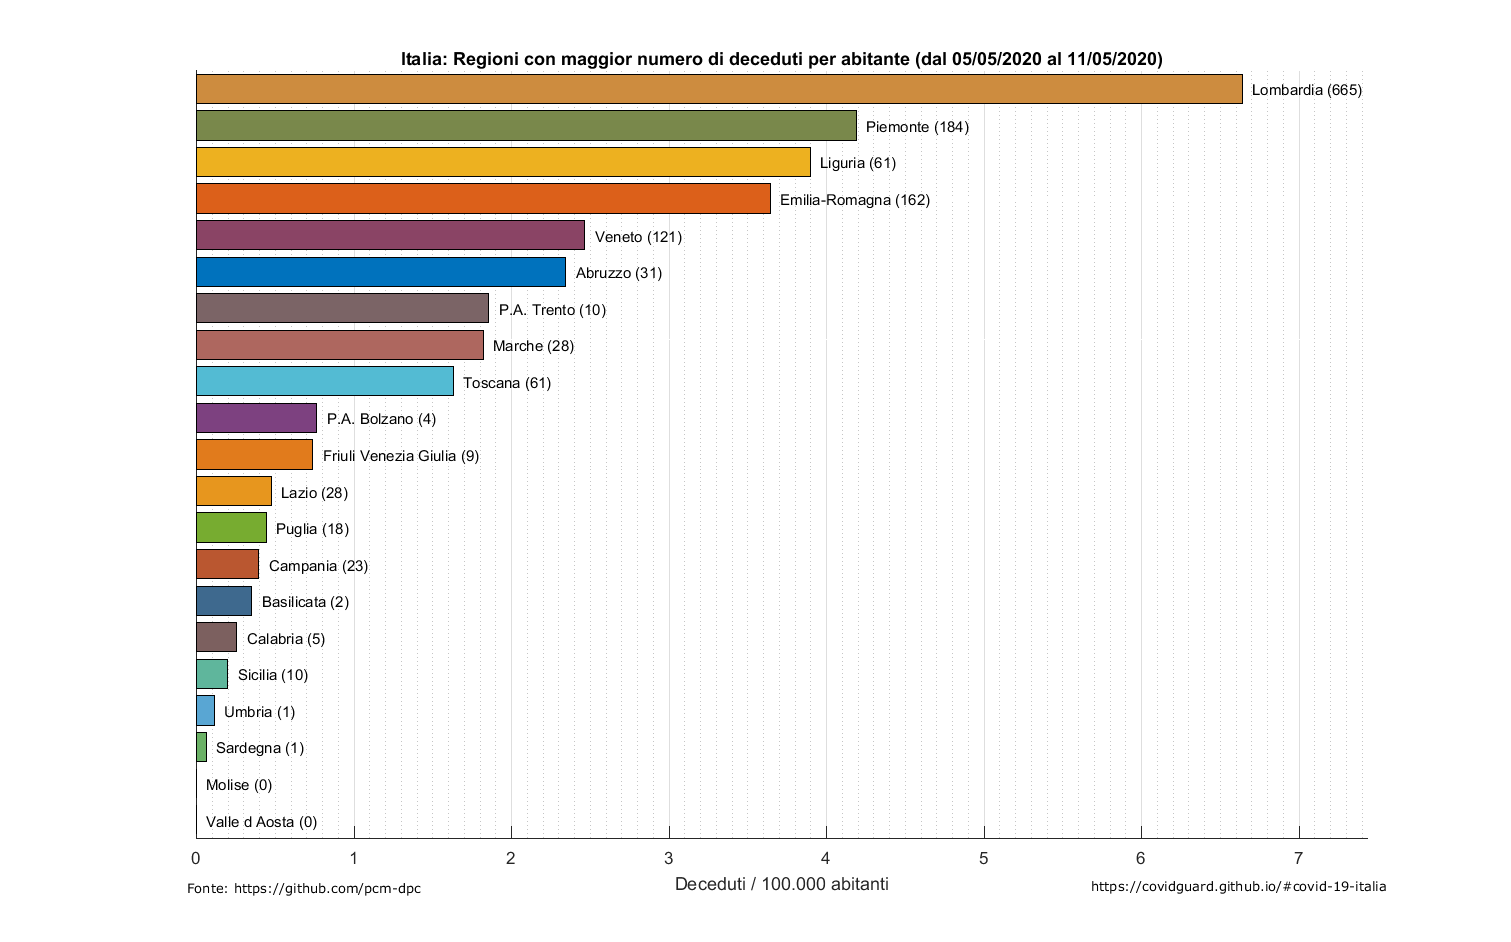 Italia: Regioni con maggior numero di deceduti per abitante (dal 05/05/2020 al 11/05/2020)
Lombardia (665)
Piemonte (184)
Liguria (61)
Emilia-Romagna (162)
Veneto (121)
Abruzzo (31)
P.A. Trento (10)
Marche (28)
Toscana (61)
P.A. Bolzano (4)
Friuli Venezia Giulia (9)
Lazio (28)
Puglia (18)
Campania (23)
Basilicata (2)
Calabria (5)
Sicilia (10)
Umbria (1)
Sardegna (1)
Molise (0)
Valle d Aosta (0)
0 1 2 3 4 5 6 7
Deceduti / 100.000 abitanti
Fonte: https://github.com/pcm-dpc
https://covidguard.github.io/#covid-19-italia